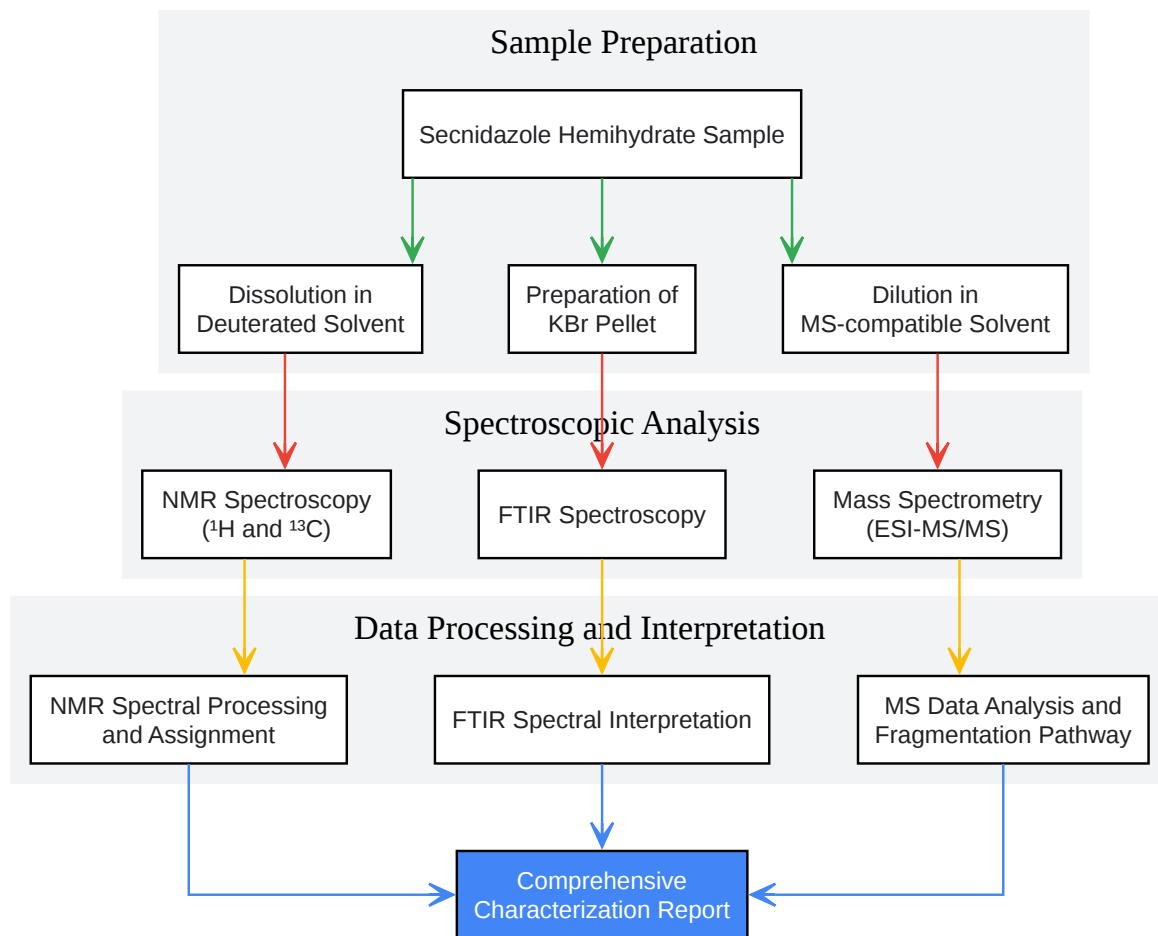 Sample Preparation
Secnidazole Hemihydrate Sample
Dissolution in
Deuterated Solvent
Preparation of
KBr Pellet
Dilution in
MS-compatible Solvent
Spectroscopic Analysis
NMR Spectroscopy
(¹H and ¹³C)
FTIR Spectroscopy
Mass Spectrometry
(ESI-MS/MS)
Data Processing and Interpretation
NMR Spectral Processing
and Assignment
FTIR Spectral Interpretation
MS Data Analysis and
Fragmentation Pathway
Comprehensive
Characterization Report